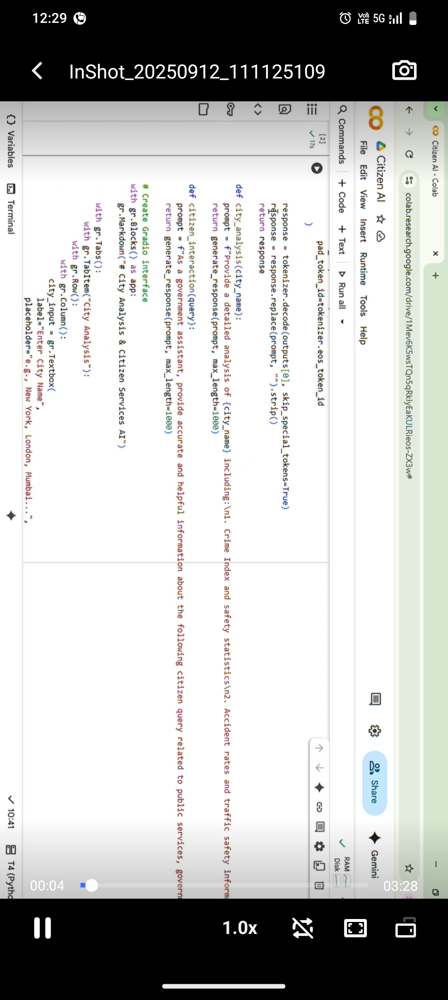 12:29
Vo)) LTE 5G
InShot_20250912_111125109
Citizen AI - Colab
colab.research.google.com/drive/1Mev6K5wsTQn5qRklyEaKULRieos-ZX3w#
Citizen AI
File Edit View Insert Runtime Tools Help
Share
Gemini
Commands + Code + Text Run all
RAM
Disk
[2]
17s
pad_token_id=tokenizer.eos_token_id
)
response = tokenizer.decode(outputs[0], skip_special_tokens=True)
response = response.replace(prompt, "").strip()
return response
def city_analysis(city_name):
prompt = f"Provide a detailed analysis of {city_name} including:\n1. Crime Index and safety statistics\n2. Accident rates and traffic safety inform
return generate_response(prompt, max_length=1000)
def citizen_interaction(query):
prompt = f"As a government assistant, provide accurate and helpful information about the following citizen query related to public services, govern
return generate_response(prompt, max_length=1000)
# Create Gradio interface
with gr.Blocks() as app:
gr.Markdown("# City Analysis & Citizen Services AI")
with gr.Tabs():
with gr.TabItem("City Analysis"):
with gr.Row():
with gr.Column():
city_input = gr.Textbox(
label="Enter City Name",
placeholder="e.g., New York, London, Mumbai...",
{} Variables
Terminal
10:41
T4 (Pytho
00:04
03:28
1.0x